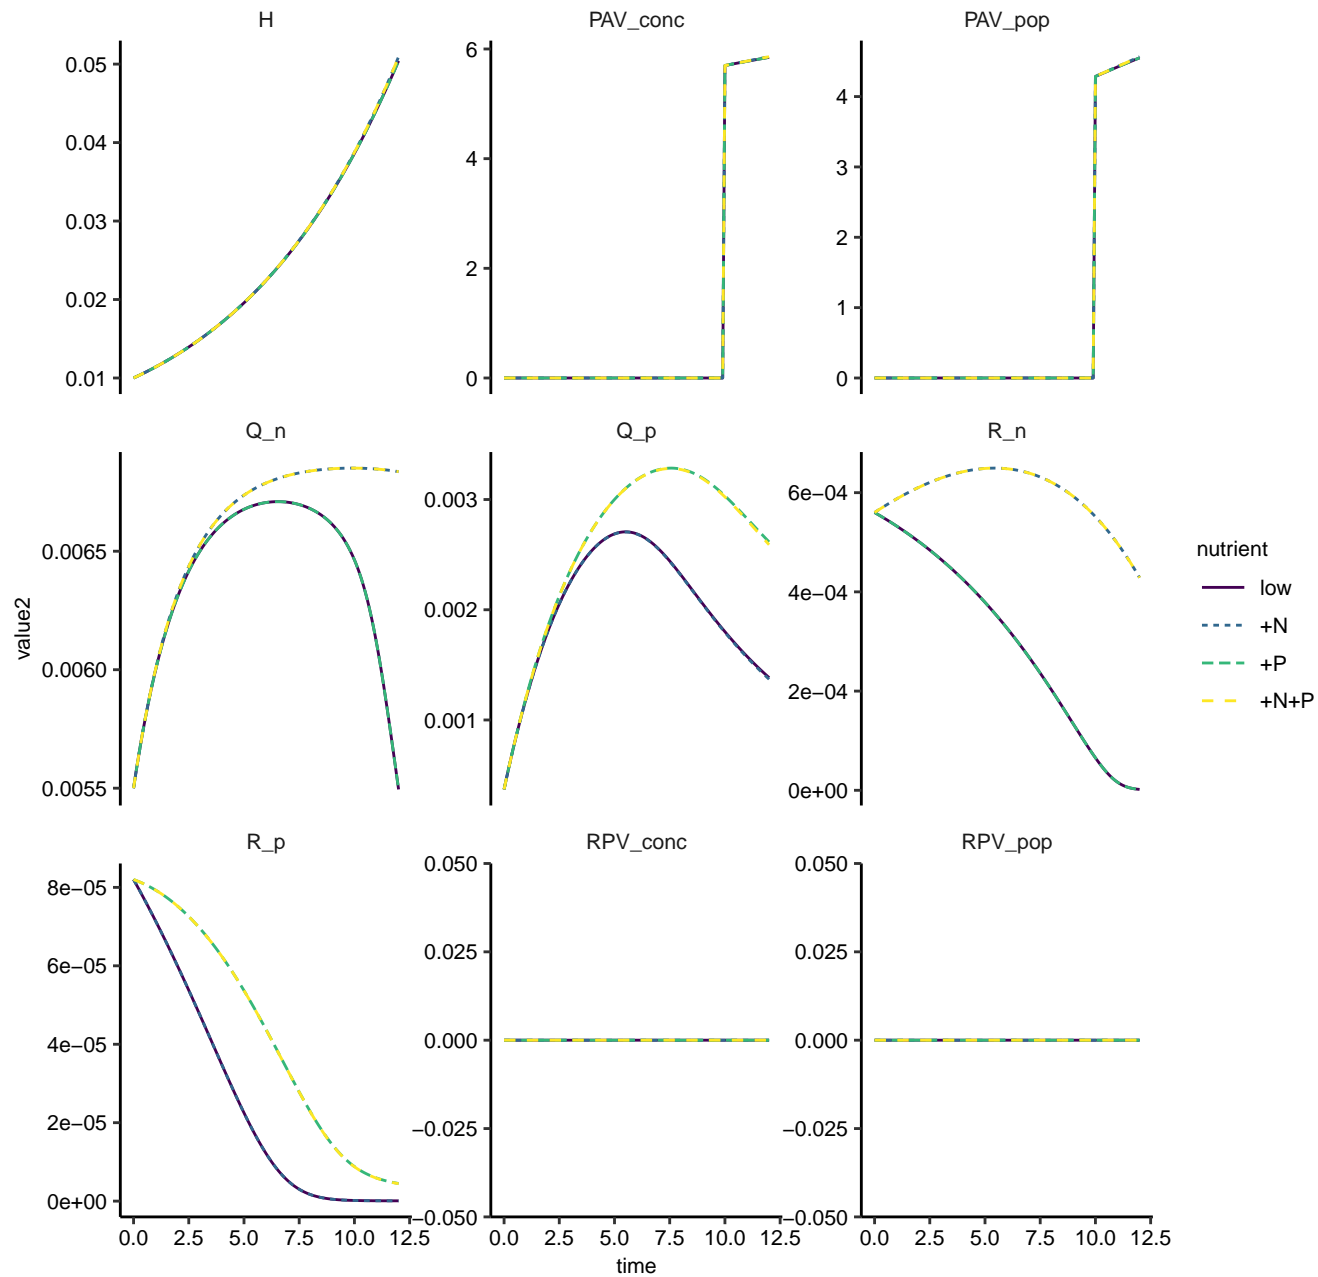 H
PAV_conc
PAV_pop
0.05
0.04
0.03
0.02
0.01
6
4
2
0
4
3
2
1
0
Q_n
Q_p
R_n
0.0065
0.0060
0.0055
0.003
0.002
0.001
6e−04
4e−04
2e−04
0e+00
value2
nutrient
low
+N
+P
+N+P
R_p
RPV_conc
RPV_pop
8e−05
6e−05
4e−05
2e−05
0e+00
0.050
0.025
0.000
−0.025
−0.050
0.050
0.025
0.000
−0.025
−0.050
0.0 2.5 5.0 7.5 10.0 12.5
0.0 2.5 5.0 7.5 10.0 12.5
0.0 2.5 5.0 7.5 10.0 12.5
time